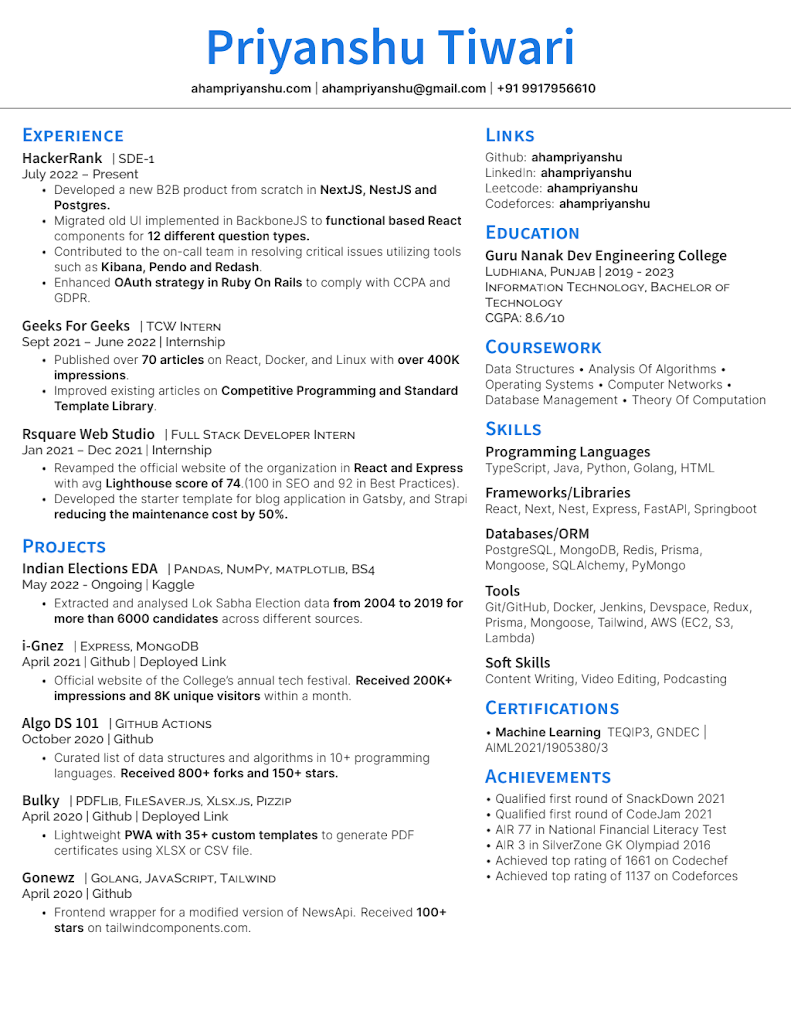 Priyanshu Tiwari
ahampriyanshu.com | ahampriyanshu@gmail.com | +91 9917956610
Experience
HackerRank | SDE-1
July 2022 – Present
• Developed a new B2B product from scratch in NextJS, NestJS and
Postgres.
• Migrated old UI implemented in BackboneJS to functional based React
components for 12 different question types.
• Contributed to the on-call team in resolving critical issues utilizing tools
such as Kibana, Pendo and Redash.
• Enhanced OAuth strategy in Ruby On Rails to comply with CCPA and
GDPR.
Geeks For Geeks | TCW Intern
Sept 2021 – June 2022 | Internship
• Published over 70 articles on React, Docker, and Linux with over 400K
impressions.
• Improved existing articles on Competitive Programming and Standard
Template Library.
Rsquare Web Studio | Full Stack Developer Intern
Jan 2021 – Dec 2021 | Internship
• Revamped the official website of the organization in React and Express
with avg Lighthouse score of 74.(100 in SEO and 92 in Best Practices).
• Developed the starter template for blog application in Gatsby, and Strapi
reducing the maintenance cost by 50%.
Projects
Indian Elections EDA | Pandas, NumPy, matplotlib, BS4
May 2022 - Ongoing | Kaggle
• Extracted and analysed Lok Sabha Election data from 2004 to 2019 for
more than 6000 candidates across different sources.
i-Gnez | Express, MongoDB
April 2021 | Github | Deployed Link
• Official website of the College's annual tech festival. Received 200K+
impressions and 8K unique visitors within a month.
Algo DS 101 | Github Actions
October 2020 | Github
• Curated list of data structures and algorithms in 10+ programming
languages. Received 800+ forks and 150+ stars.
Bulky | PDFLib, FileSaver.js, Xlsx.js, Pizzip
April 2020 | Github | Deployed Link
• Lightweight PWA with 35+ custom templates to generate PDF
certificates using XLSX or CSV file.
Gonewz | Golang, JavaScript, Tailwind
April 2020 | Github
• Frontend wrapper for a modified version of NewsApi. Received 100+
stars on tailwindcomponents.com.
Links
Github: ahampriyanshu
LinkedIn: ahampriyanshu
Leetcode: ahampriyanshu
Codeforces: ahampriyanshu
Education
Guru Nanak Dev Engineering College
Ludhiana, Punjab | 2019 - 2023
Information Technology, Bachelor of
Technology
CGPA: 8.6/10
Coursework
Data Structures • Analysis Of Algorithms •
Operating Systems • Computer Networks •
Database Management • Theory Of Computation
Skills
Programming Languages
TypeScript, Java, Python, Golang, HTML
Frameworks/Libraries
React, Next, Nest, Express, FastAPI, Springboot
Databases/ORM
PostgreSQL, MongoDB, Redis, Prisma,
Mongoose, SQLAlchemy, PyMongo
Tools
Git/GitHub, Docker, Jenkins, Devspace, Redux,
Prisma, Mongoose, Tailwind, AWS (EC2, S3,
Lambda)
Soft Skills
Content Writing, Video Editing, Podcasting
Certifications
• Machine Learning TEQIP3, GNDEC |
AIML2021/1905380/3
Achievements
• Qualified first round of SnackDown 2021
• Qualified first round of CodeJam 2021
• AIR 77 in National Financial Literacy Test
• AIR 3 in SilverZone GK Olympiad 2016
• Achieved top rating of 1661 on Codechef
• Achieved top rating of 1137 on Codeforces